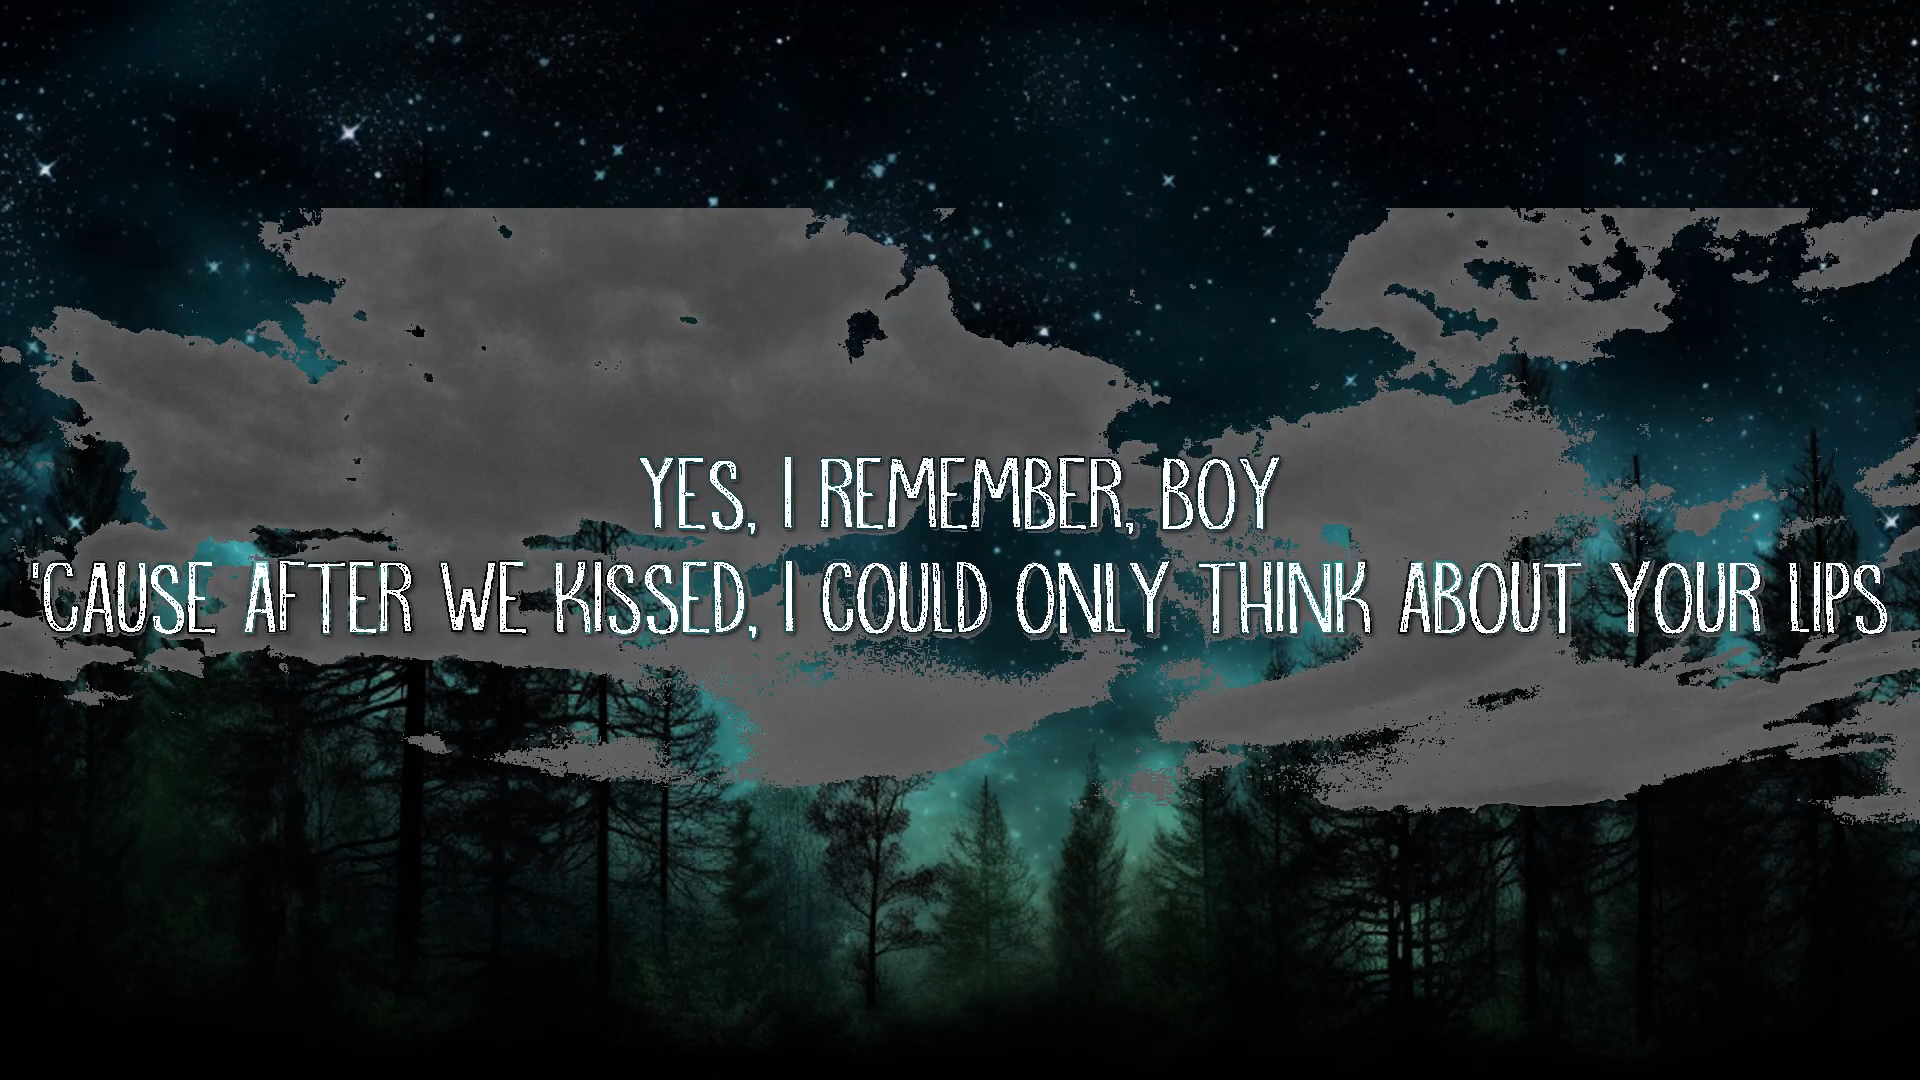 YES, I REMEMBER, BOY
'CAUSE AFTER WE KISSED, I COULD ONLY THINK ABOUT YOUR LIPS